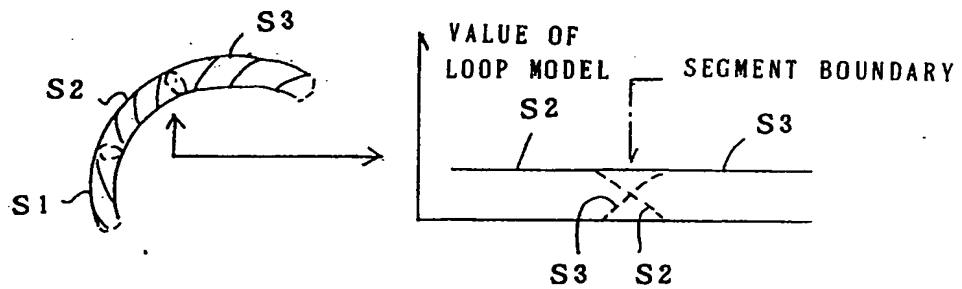 S3
S2
S1
VALUE OF
LOOP MODEL
SEGMENT BOUNDARY
S2
S3
S3
S2